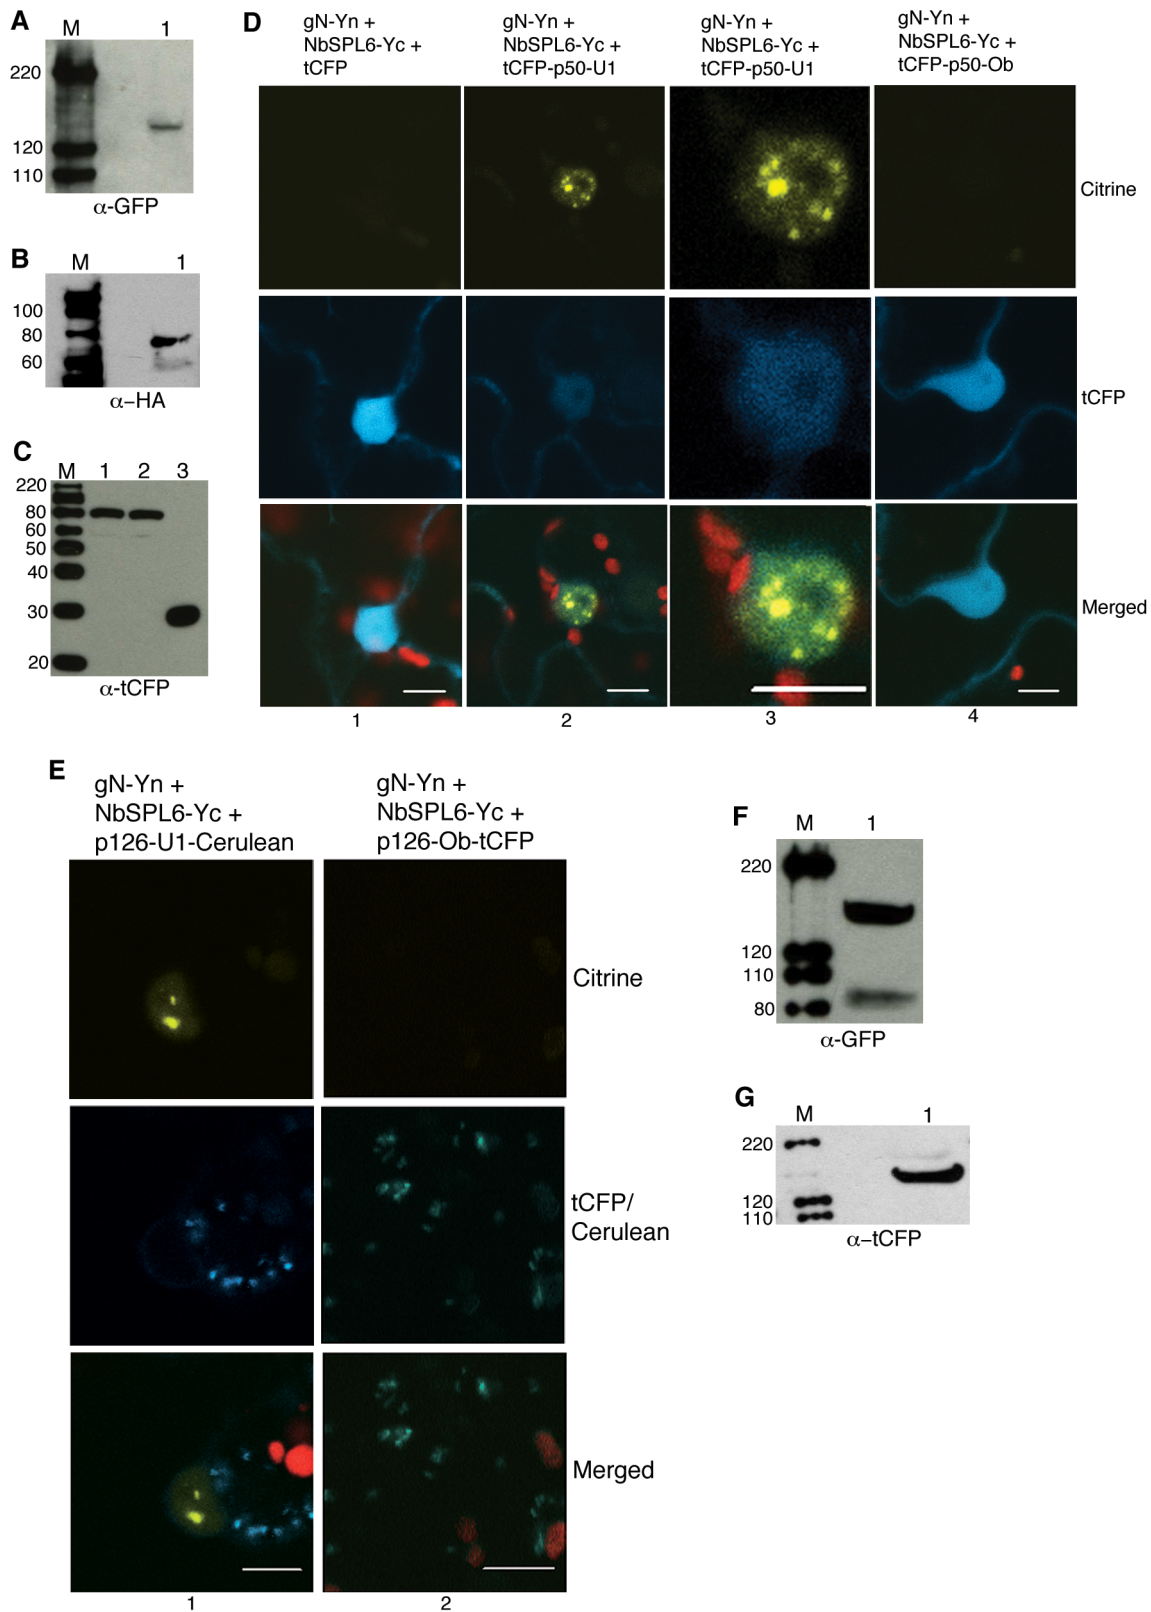 A
M 1
220
120
110
α-GFP
B
M 1
100
80
60
α–HA
C
M 1 2 3
220
80
60
50
40
30
20
α-tCFP
D
gN-Yn +
NbSPL6-Yc +
tCFP
gN-Yn +
NbSPL6-Yc +
tCFP-p50-U1
gN-Yn +
NbSPL6-Yc +
tCFP-p50-U1
gN-Yn +
NbSPL6-Yc +
tCFP-p50-Ob
Citrine
tCFP
Merged
1 2 3 4
E
gN-Yn +
NbSPL6-Yc +
p126-U1-Cerulean
gN-Yn +
NbSPL6-Yc +
p126-Ob-tCFP
Citrine
tCFP/
Cerulean
Merged
1 2
F
M 1
220
120
110
80
α-GFP
G
M 1
220
120
110
α–tCFP